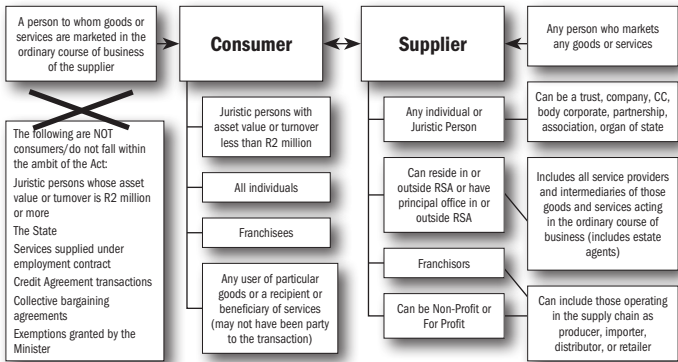 A person to whom goods or
services are marketed in the
ordinary course of business
of the supplier
Consumer
Supplier
Any person who markets
any goods or services
The following are NOT
consumers/do not fall within
the ambit of the Act:
Juristic persons whose asset
value or turnover is R2 million
or more
The State
Services supplied under
employment contract
Credit Agreement transactions
Collective bargaining
agreements
Exemptions granted by the
Minister
Juristic persons with
asset value or turnover
less than R2 million
All individuals
Franchisees
Any user of particular
goods or a recipient or
beneficiary of services
(may not have been party
to the transaction)
Any individual or
Juristic Person
Can reside in or
outside RSA or have
principal office in or
outside RSA
Franchisors
Can be Non-Profit or
For Profit
Can be a trust, company, CC,
body corporate, partnership,
association, organ of state
Includes all service providers
and intermediaries of those
goods and services acting
in the ordinary course of
business (includes estate
agents)
Can include those operating
in the supply chain as
producer, importer,
distributor, or retailer